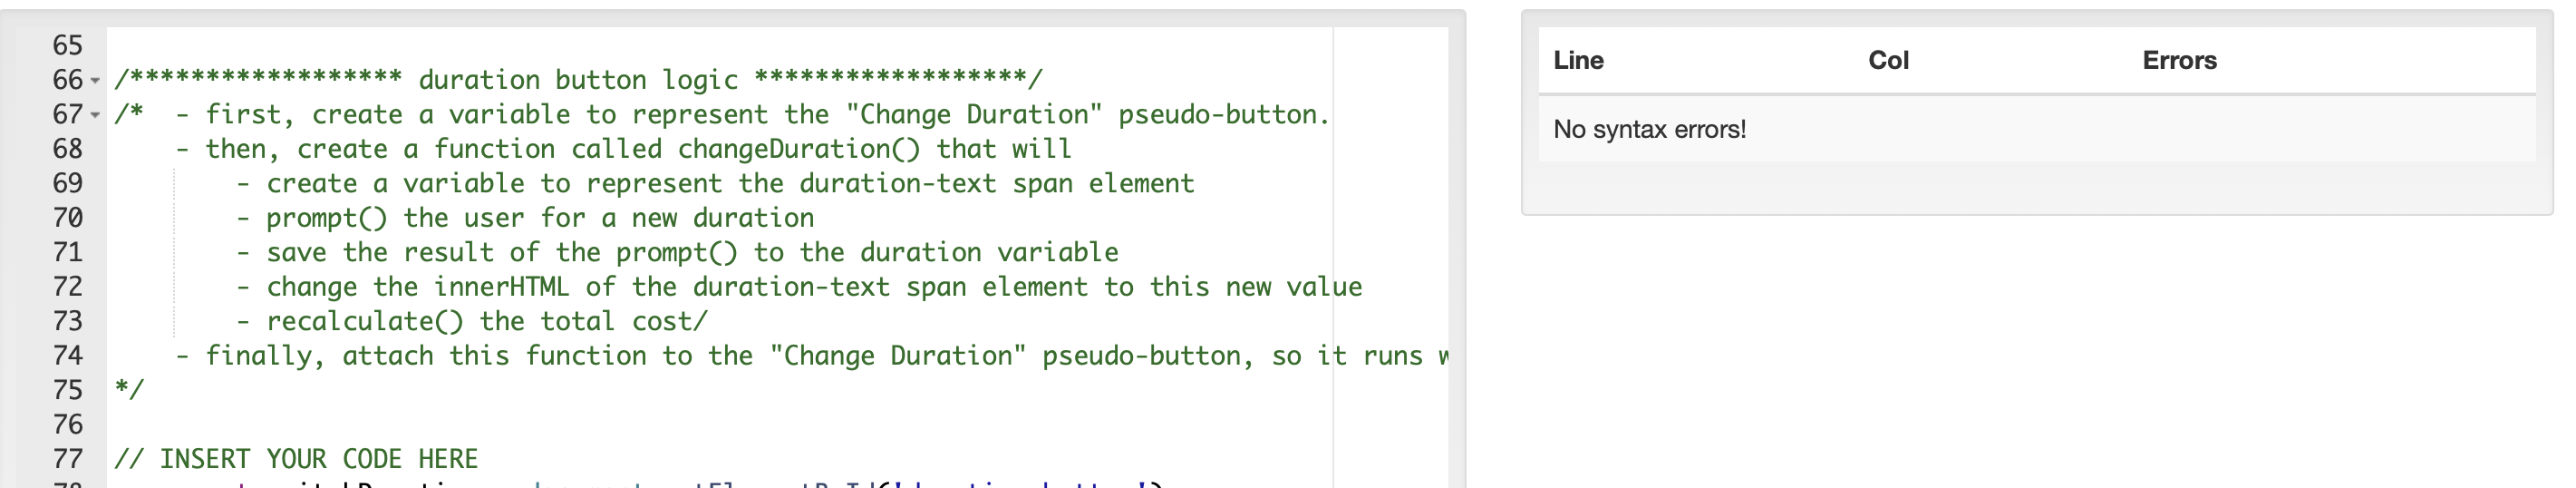 65
66 /****************** duration button logic ******************/
67 /*  - first, create a variable to represent the "Change Duration" pseudo-button.
68     - then, create a function called changeDuration() that will
69         - create a variable to represent the duration-text span element
70         - prompt() the user for a new duration
71         - save the result of the prompt() to the duration variable
72         - change the innerHTML of the duration-text span element to this new value
73         - recalculate() the total cost/
74     - finally, attach this function to the "Change Duration" pseudo-button, so it runs
75 */
76
77 // INSERT YOUR CODE HERE
Line Col Errors
No syntax errors!